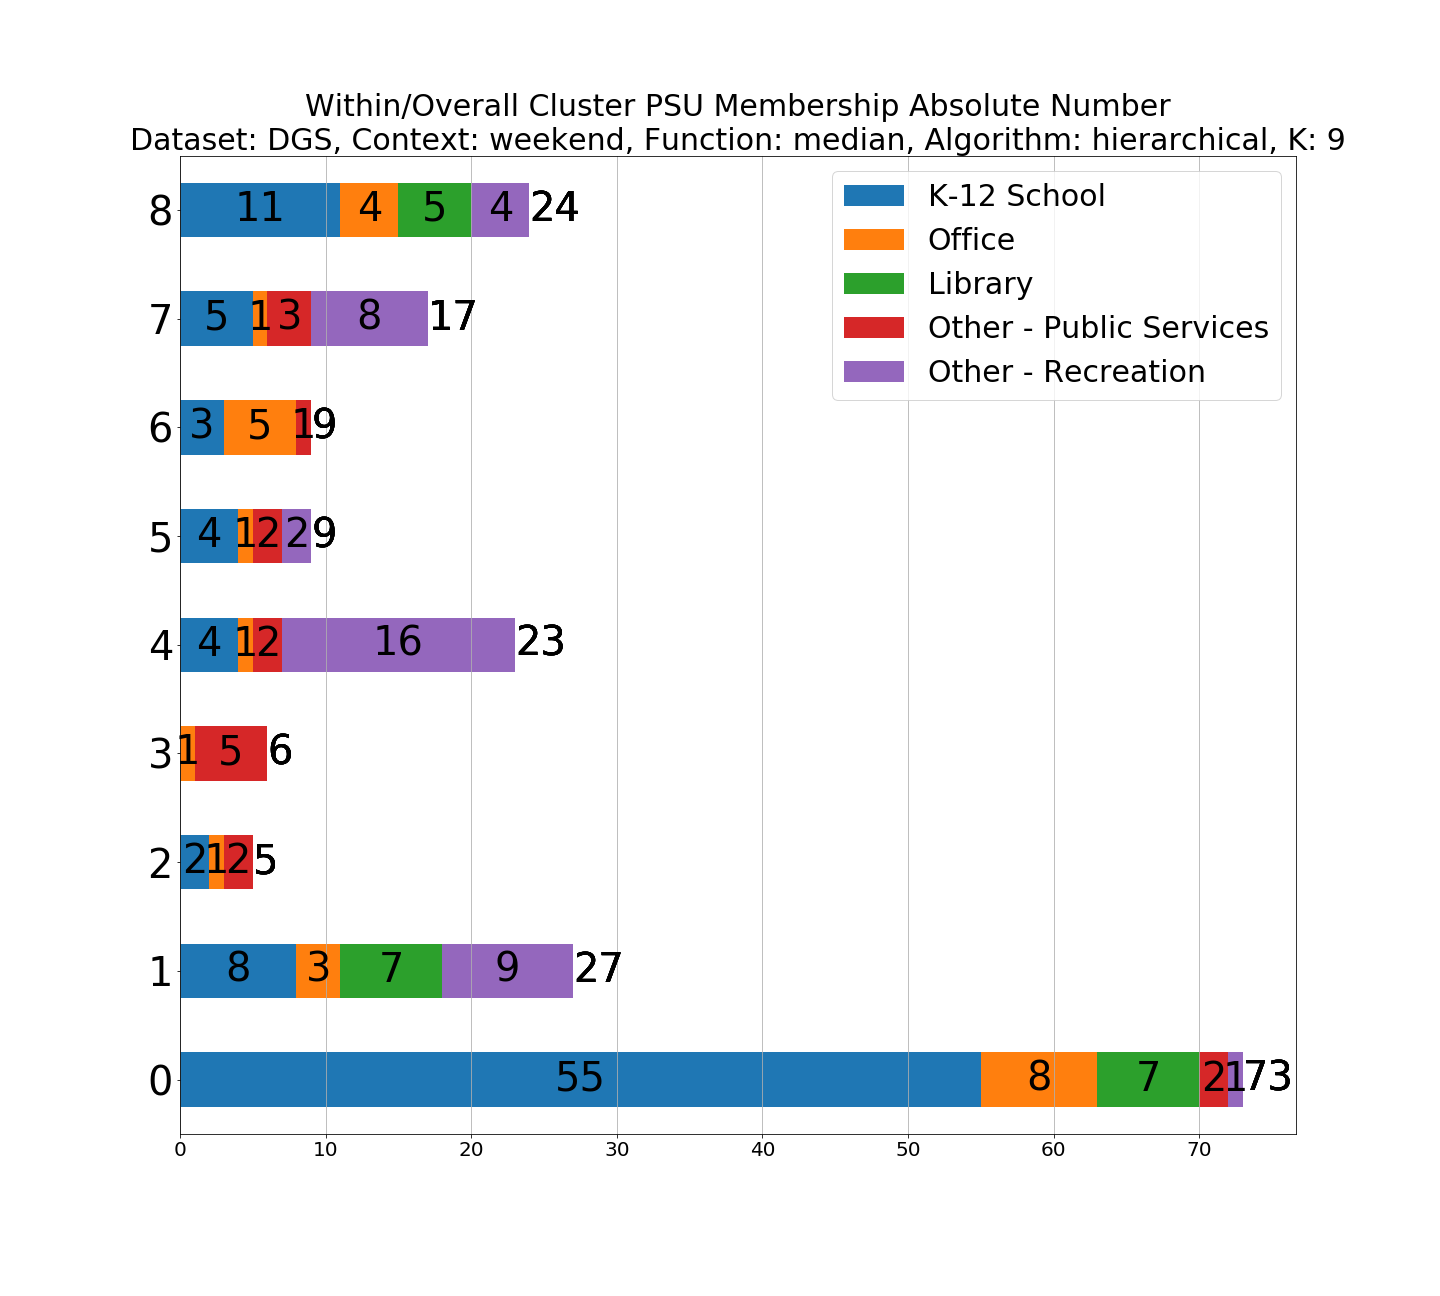 Within/Overall Cluster PSU Membership Absolute Number
Dataset: DGS, Context: weekend, Function: median, Algorithm: hierarchical, K: 9
K-12 School
Office
Library
Other - Public Services
Other - Recreation
8 11 4 5 4 24
7 5 1 3 8 17
6 3 5 1 9
5 4 1 2 2 9
4 4 1 2 16 23
3 1 5 6
2 2 1 2 5
1 8 3 7 9 27
0 55 8 7 2 1 73
0 10 20 30 40 50 60 70